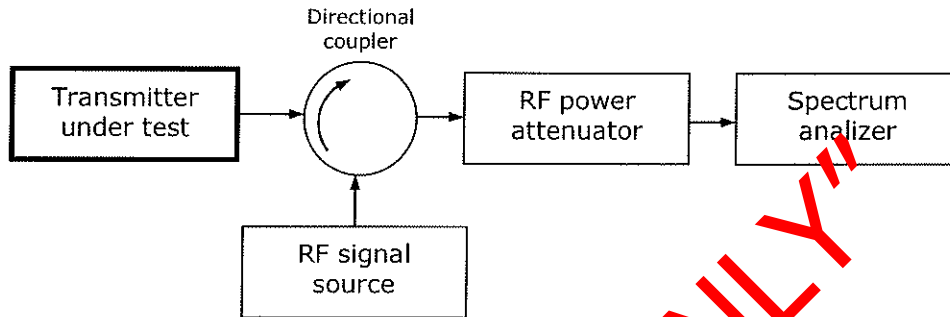 Directional
coupler
Transmitter
under test
RF power
attenuator
Spectrum
analizer
RF signal
source